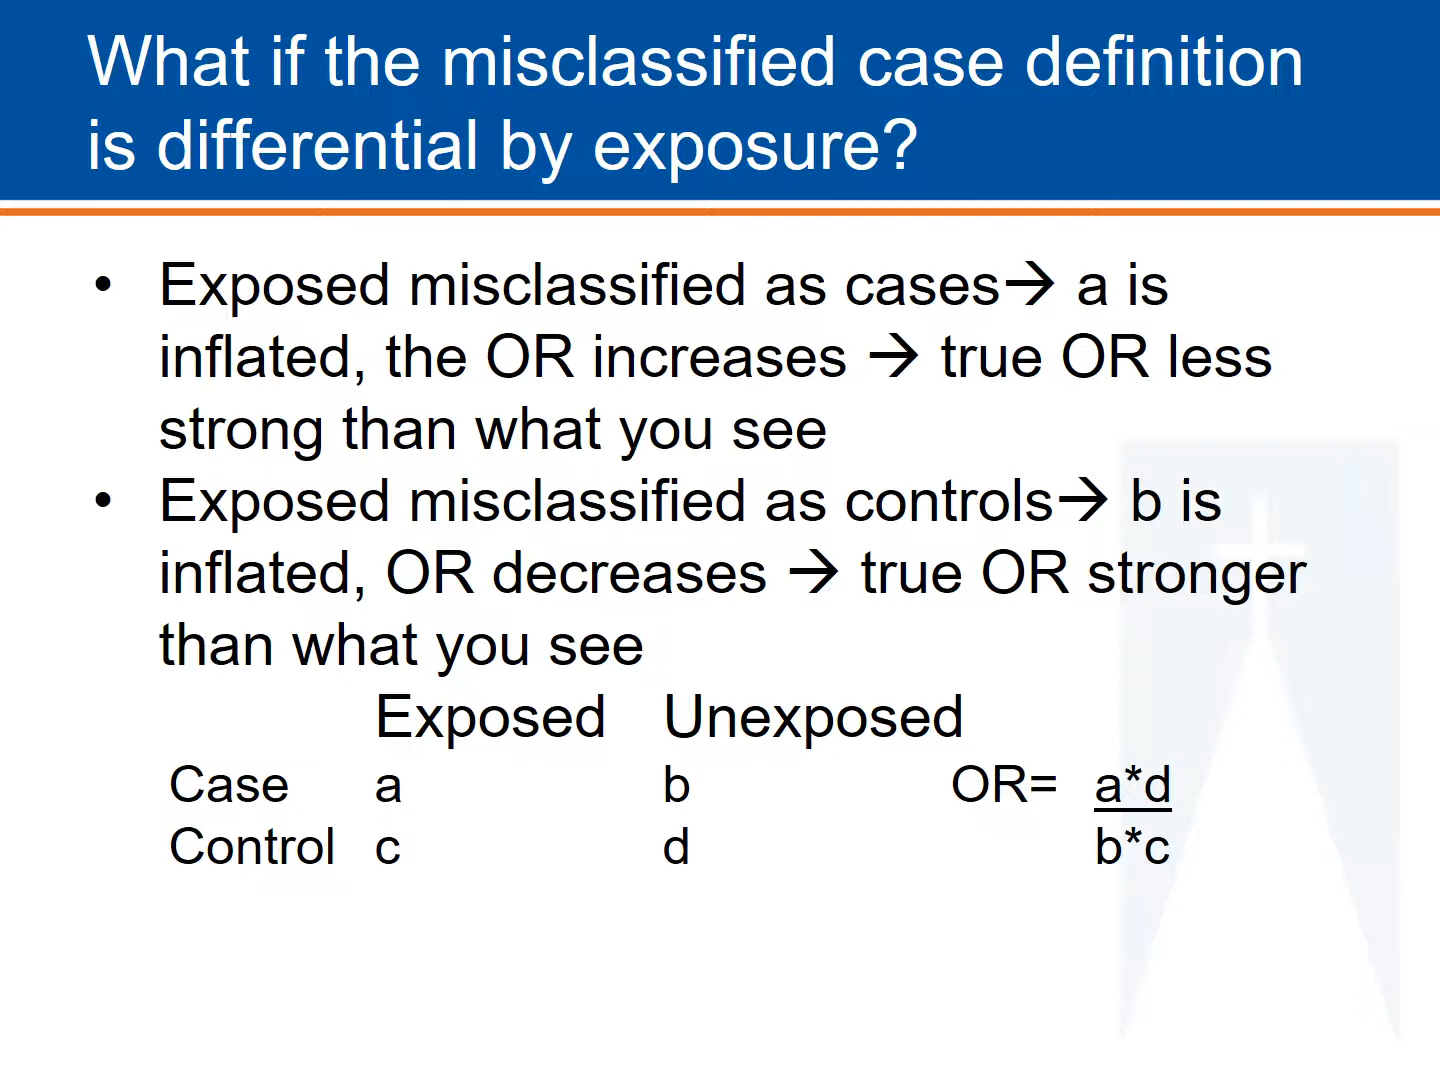 What if the misclassified case definition
is differential by exposure?
• Exposed misclassified as cases→ a is
inflated, the OR increases → true OR less
strong than what you see
• Exposed misclassified as controls→ b is
inflated, OR decreases → true OR stronger
than what you see
Exposed Unexposed
Case a b OR= a*d
Control c d b*c